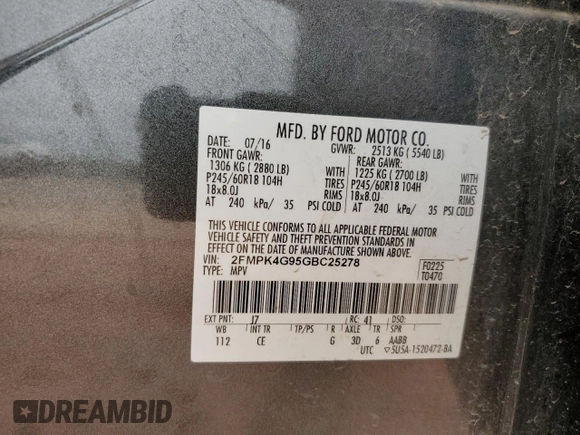 MFD. BY FORD MOTOR CO.
DATE: 07/16 GVWR: 2513 KG ( 5540 LB)
FRONT GAWR: REAR GAWR:
1306 KG ( 2880 LB) WITH 1225 KG ( 2700 LB) WITH
P245/60R18 104H TIRES P245/60R18 104H TIRES
18x8.0J RIMS 18x8.0J RIMS
AT 240 kPa/ 35 PSI COLD AT 240 kPa/ 35 PSI COLD
THIS VEHICLE CONFORMS TO ALL APPLICABLE FEDERAL MOTOR
VEHICLE SAFETY AND THEFT PREVENTION STANDARDS IN
EFFECT ON THE DATE OF MANUFACTURE SHOWN ABOVE.
VIN: 2FMPK4G95GBC25278 F0225
TYPE: MPV T0470
EXT PNT: J7 RC: 41 DSO:
WB INT TR TP/PS R AXLE TR SPR
112 CE G 3D 6 AABB
UTC ▽5U5A-1520472-BA
DREAMBID